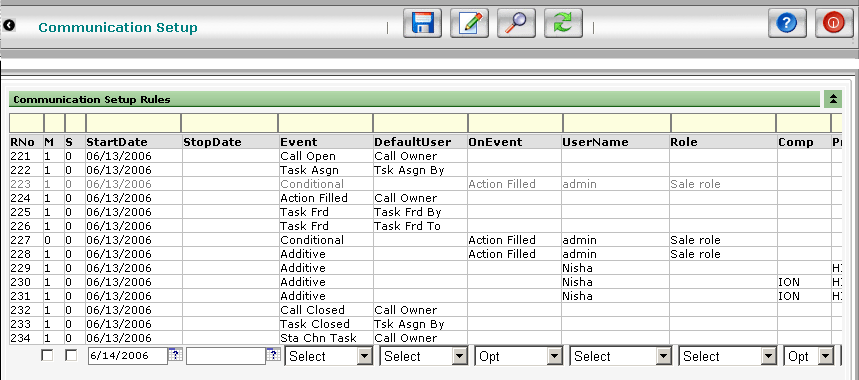 Communication Setup
Communication Setup Rules
RNo M S StartDate StopDate Event DefaultUser OnEvent UserName Role Comp
221 1 0 06/13/2006 Call Open Call Owner
222 1 0 06/13/2006 Task Asgn Tsk Asgn By
223 1 0 06/13/2006 Conditional Action Filled admin Sale role
224 1 0 06/13/2006 Action Filled Call Owner
225 1 0 06/13/2006 Task Frd Task Frd By
226 1 0 06/13/2006 Task Frd Task Frd To
227 0 0 06/13/2006 Conditional Action Filled admin Sale role
228 1 0 06/13/2006 Additive Action Filled admin Sale role
229 1 0 06/13/2006 Additive Nisha
230 1 0 06/13/2006 Additive Nisha ION
231 1 0 06/13/2006 Additive Nisha ION
232 1 0 06/13/2006 Call Closed Call Owner
233 1 0 06/13/2006 Task Closed Tsk Asgn By
234 1 0 06/13/2006 Sta Chn Task Call Owner
6/14/2006 Select Select Opt Select Select Opt